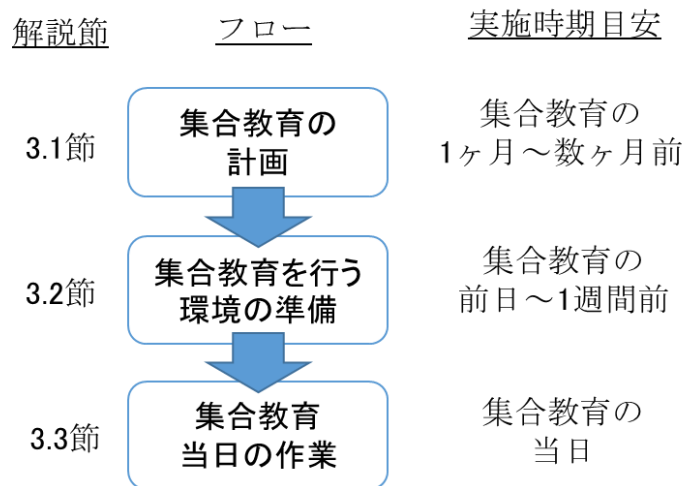 解説節 フロー 実施時期目安
3.1節
集合教育の
計画
集合教育の
1ヶ月～数ヶ月前
3.2節
集合教育を行う
環境の準備
集合教育の
前日～1週間前
3.3節
集合教育
当日の作業
集合教育の
当日